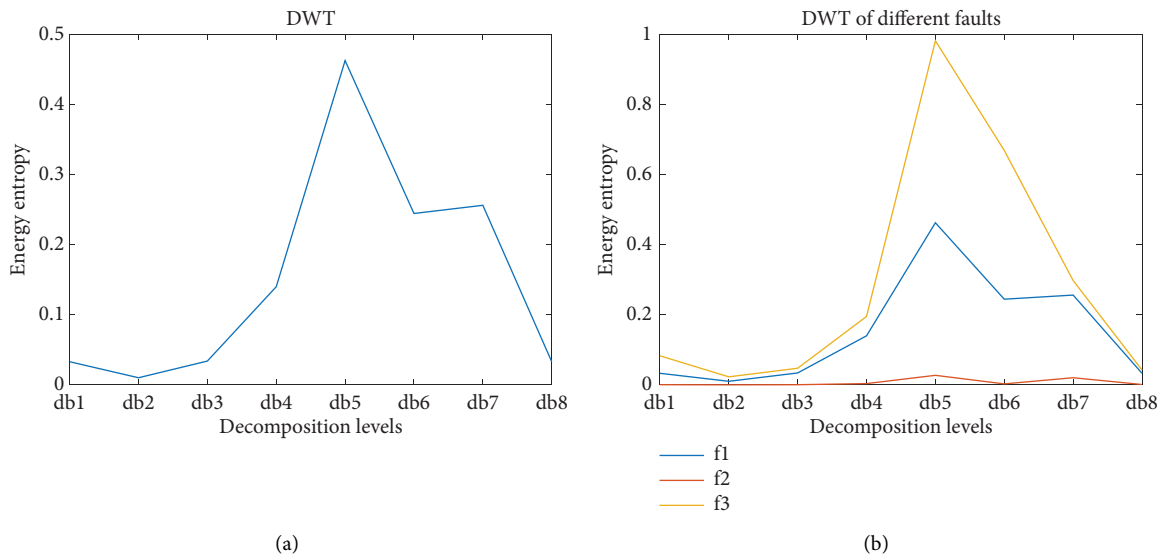 DWT
0.5
0.4
0.3
0.2
0.1
0
Energy entropy
db1 db2 db3 db4 db5 db6 db7 db8
Decomposition levels
(a)
DWT of different faults
1
0.8
0.6
0.4
0.2
0
Energy entropy
db1 db2 db3 db4 db5 db6 db7 db8
Decomposition levels
f1
f2
f3
(b)